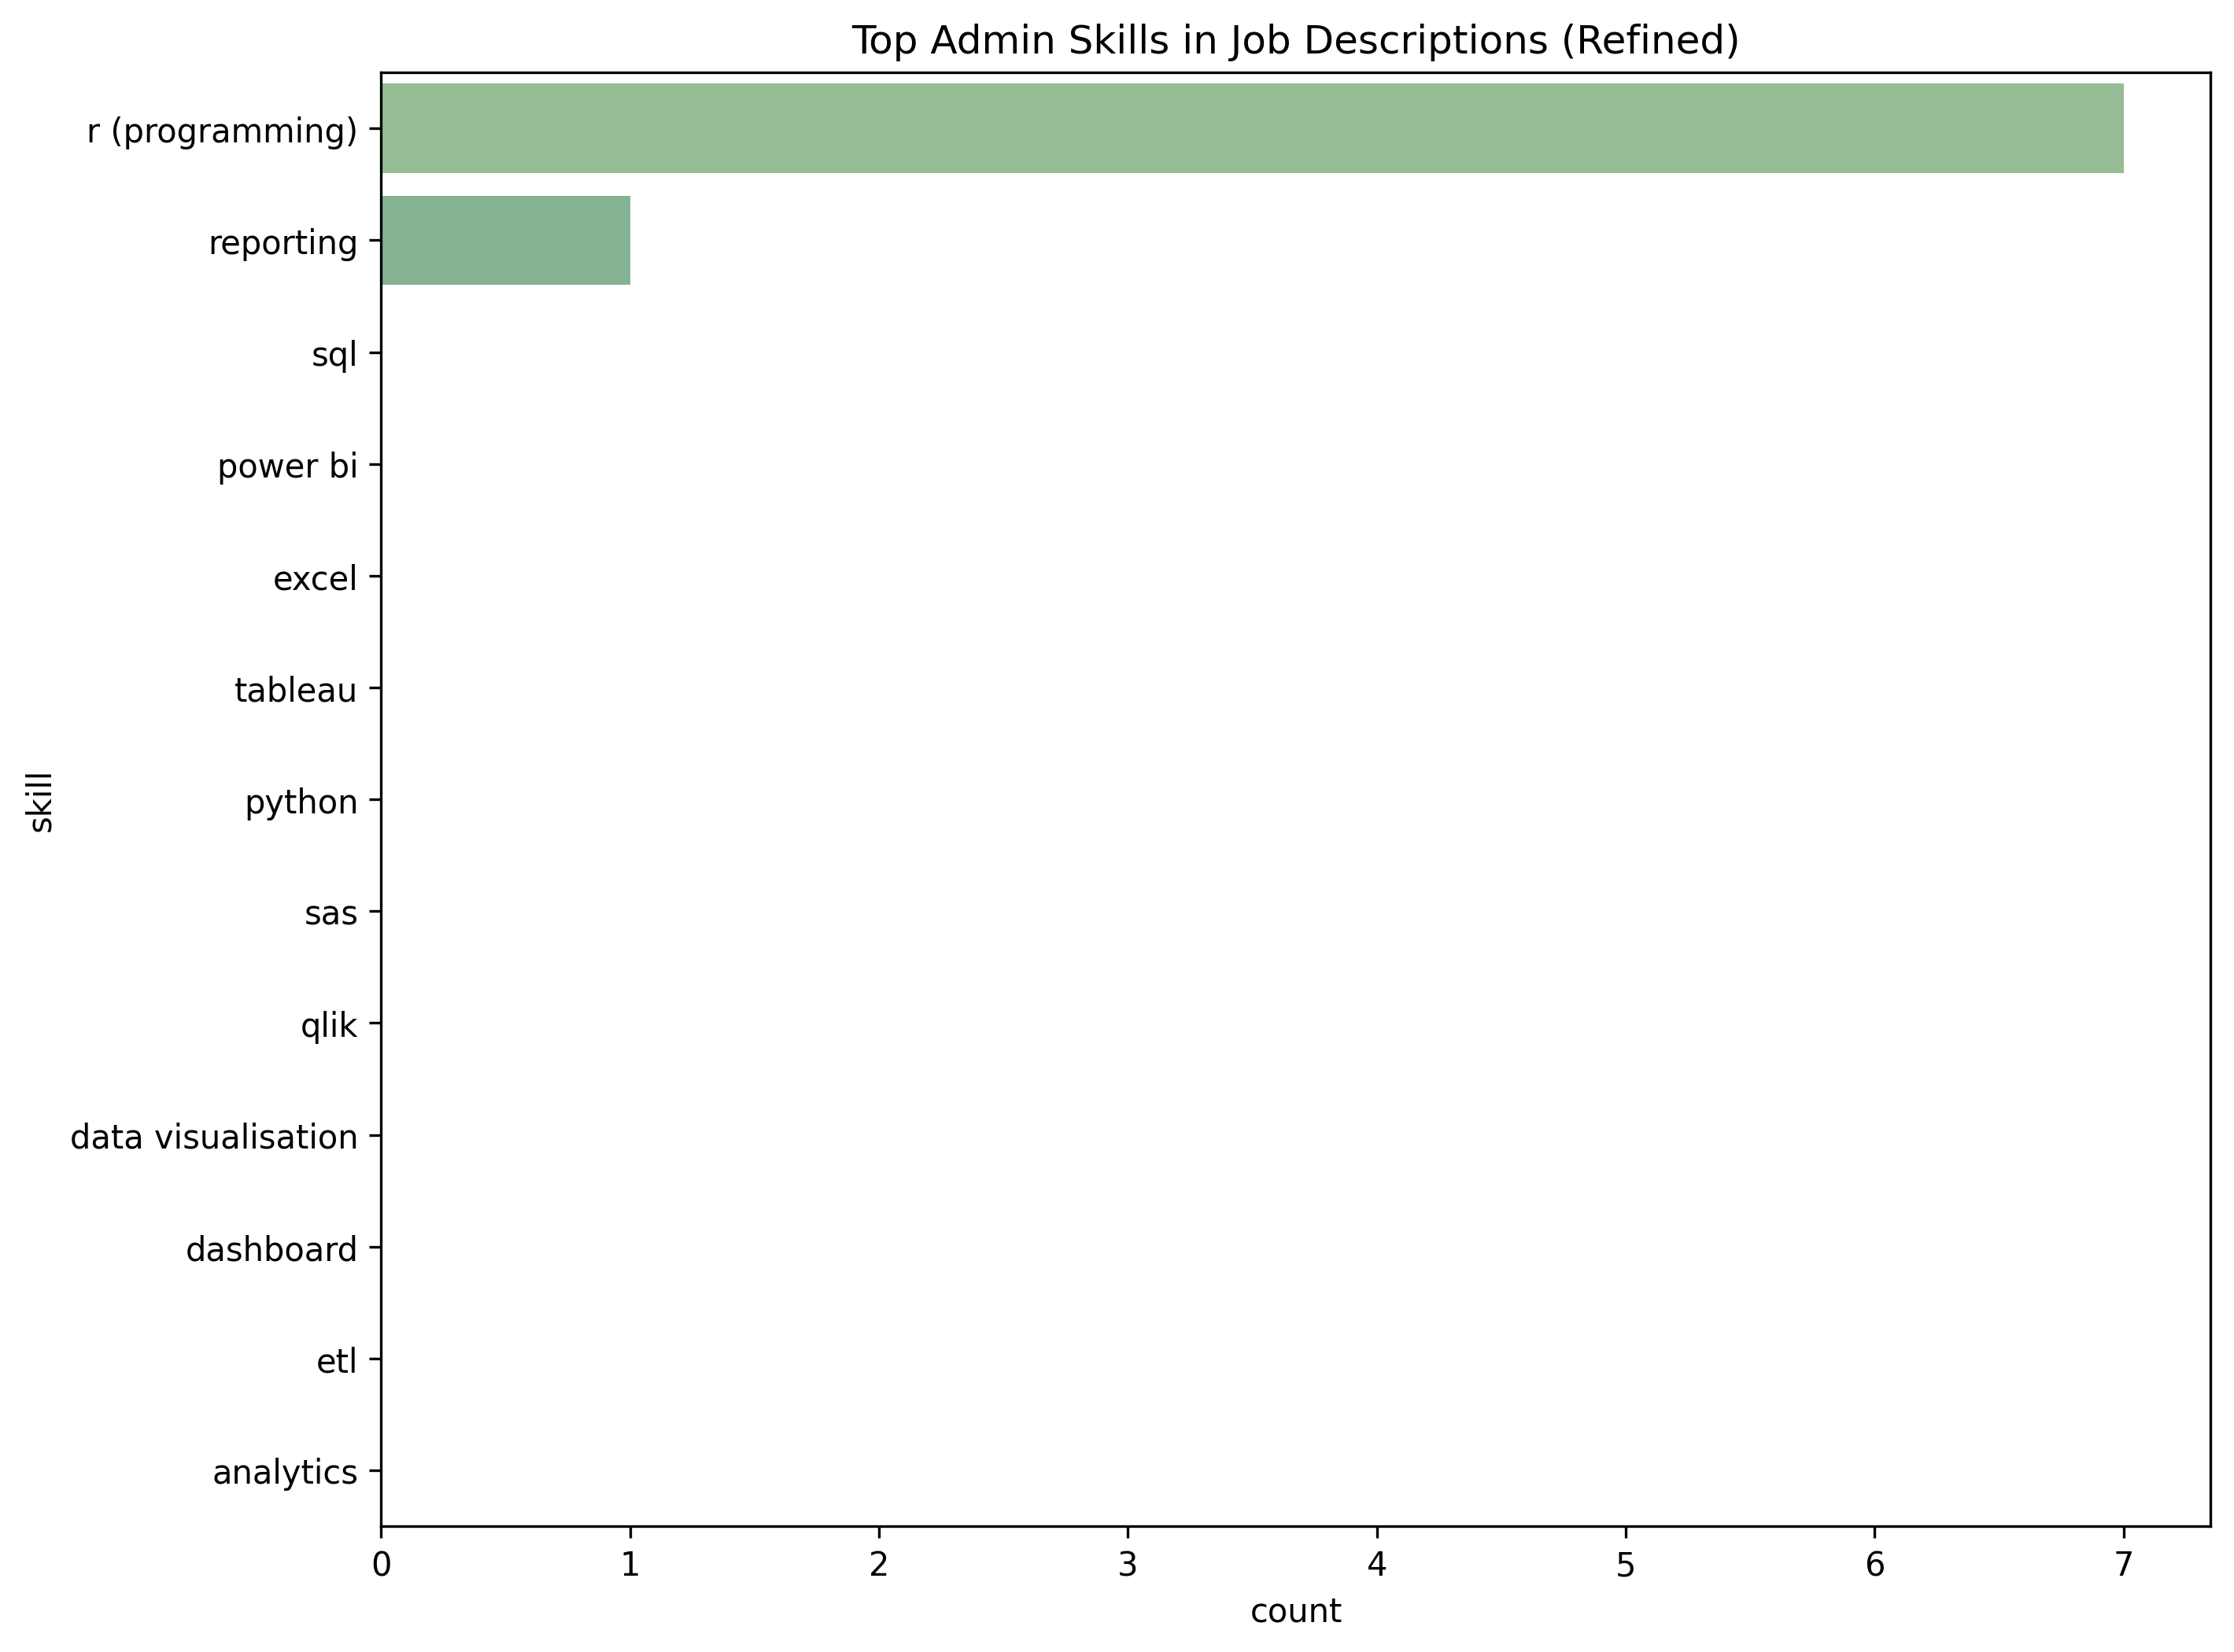 Top Admin Skills in Job Descriptions (Refined)
r (programming)
reporting
sql
power bi
excel
tableau
python
sas
qlik
data visualisation
dashboard
etl
analytics
skill
0 1 2 3 4 5 6 7
count